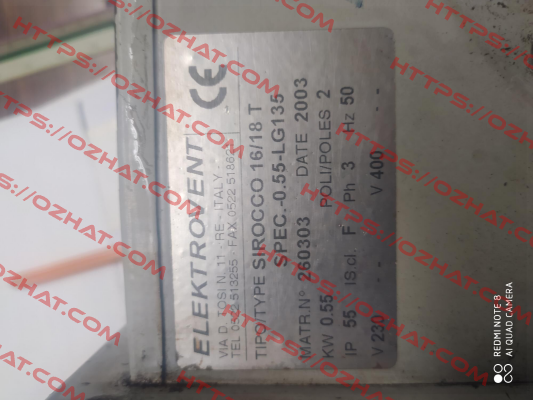 ELEKTROVENT CE
VIA D. TOSI N. 11 - RE - ITALY
TEL 0522 513255 - FAX 0522 518621
TIPO/TYPE SIROCCO 16/18 T
SPEC.-0.55-LG135
MATR.N° 260303 DATE 2003
KW 0.55 POLI/POLES 2
IP 55 IS cl. F Ph 3 Hz 50
V 230 - - V 400 - -
REDMI NOTE 8
AI QUAD CAMERA
HTTPS://OZHAT.COM